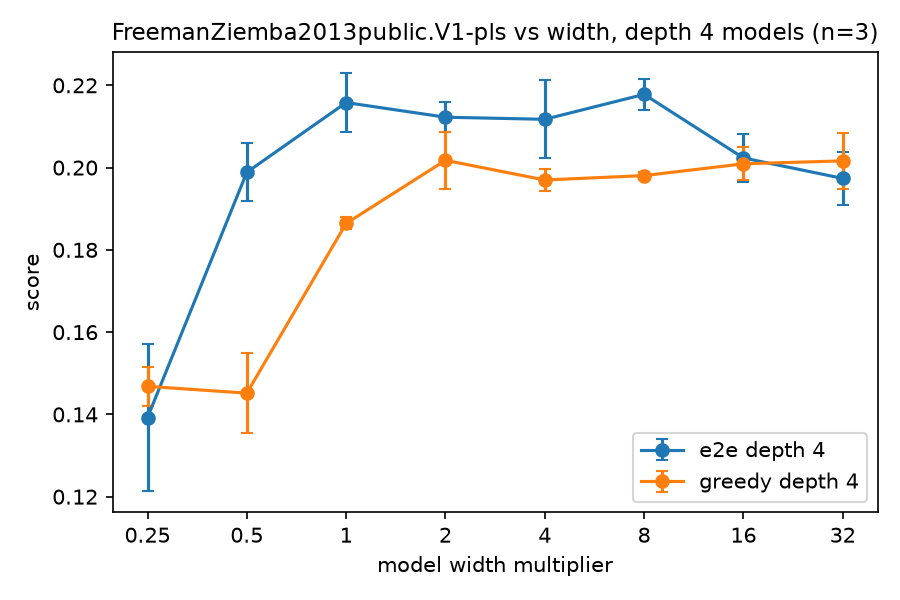 FreemanZiemba2013public.V1-pls vs width, depth 4 models (n=3)
score
0.22
0.20
0.18
0.16
0.14
0.12
e2e depth 4
greedy depth 4
0.25 0.5 1 2 4 8 16 32
model width multiplier